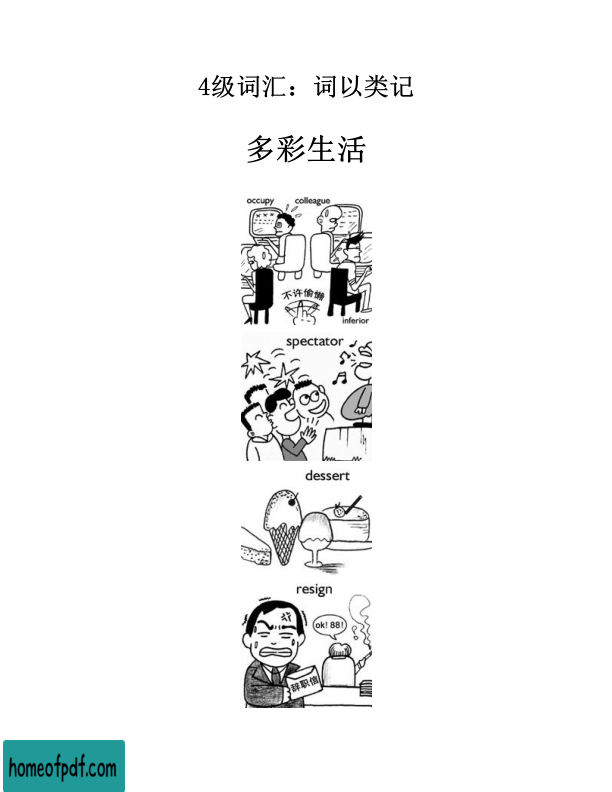 4级词汇：词以类记
多彩生活
occupy colleague
不许偷懒
inferior
spectator
dessert
resign
ok! 88!
辞职信
homeofpdf.com